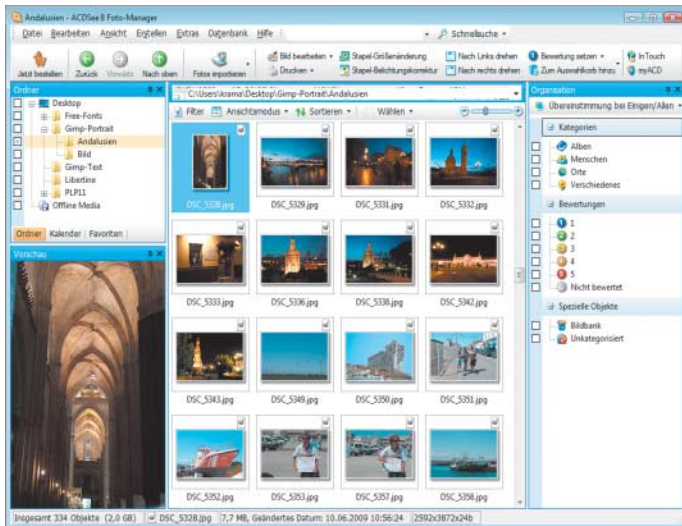 Andalusien - ACDSee 8 Foto-Manager
Datei Bearbeiten Ansicht Erstellen Extras Datenbank Hilfe
Schnellsuche
Jetzt bestellen Zurück Vorwärts Nach oben Fotos importieren
Bild bearbeiten Stapel-Größenänderung Nach Links drehen Bewertung setzen InTouch
Drucken Stapel-Belichtungskorrektur Nach rechts drehen Zum Auswahlkorb hinzu myACD
Ordner
Desktop
Free-Fonts
Gimp-Portrait
Andalusien
Bild
Gimp-Text
Libertine
PLP11
Offline Media
Ordner Kalender Favoriten
Vorschau
C:\Users\krama\Desktop\Gimp-Portrait\Andalusien
Filter Ansichtsmodus Sortieren Wählen
DSC_5328.jpg DSC_5329.jpg DSC_5331.jpg DSC_5332.jpg
DSC_5333.jpg DSC_5336.jpg DSC_5338.jpg DSC_5342.jpg
DSC_5343.jpg DSC_5349.jpg DSC_5350.jpg DSC_5351.jpg
DSC_5352.jpg DSC_5353.jpg DSC_5357.jpg DSC_5358.jpg
Organisation
Übereinstimmung bei Einigen/Allen
Kategorien
Alben
Menschen
Orte
Verschiedenes
Bewertungen
1 1
2 2
3 3
4 4
5 5
Nicht bewertet
Spezielle Objekte
Bildbank
Unkategorisiert
Insgesamt 334 Objekte (2,0 GB) DSC_5328.jpg 7,7 MB, Geändertes Datum: 10.06.2009 10:56:24 2592x3872x24b